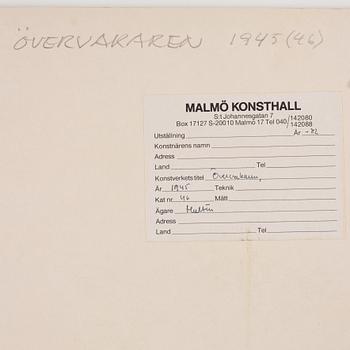 ÖVERVAKAREN 1945(46)
MALMÖ KONSTHALL
S:t Johannesgatan 7
Box 17127 S-20010 Malmö 17 Tel 040/142080
/142088
Utställning År -82
Konstnärens namn
Adress
Land Tel
Konstverkets titel Övervakaren,
År 1945 Teknik
Kat nr 46 Mått
Ägare
Adress
Land Tel